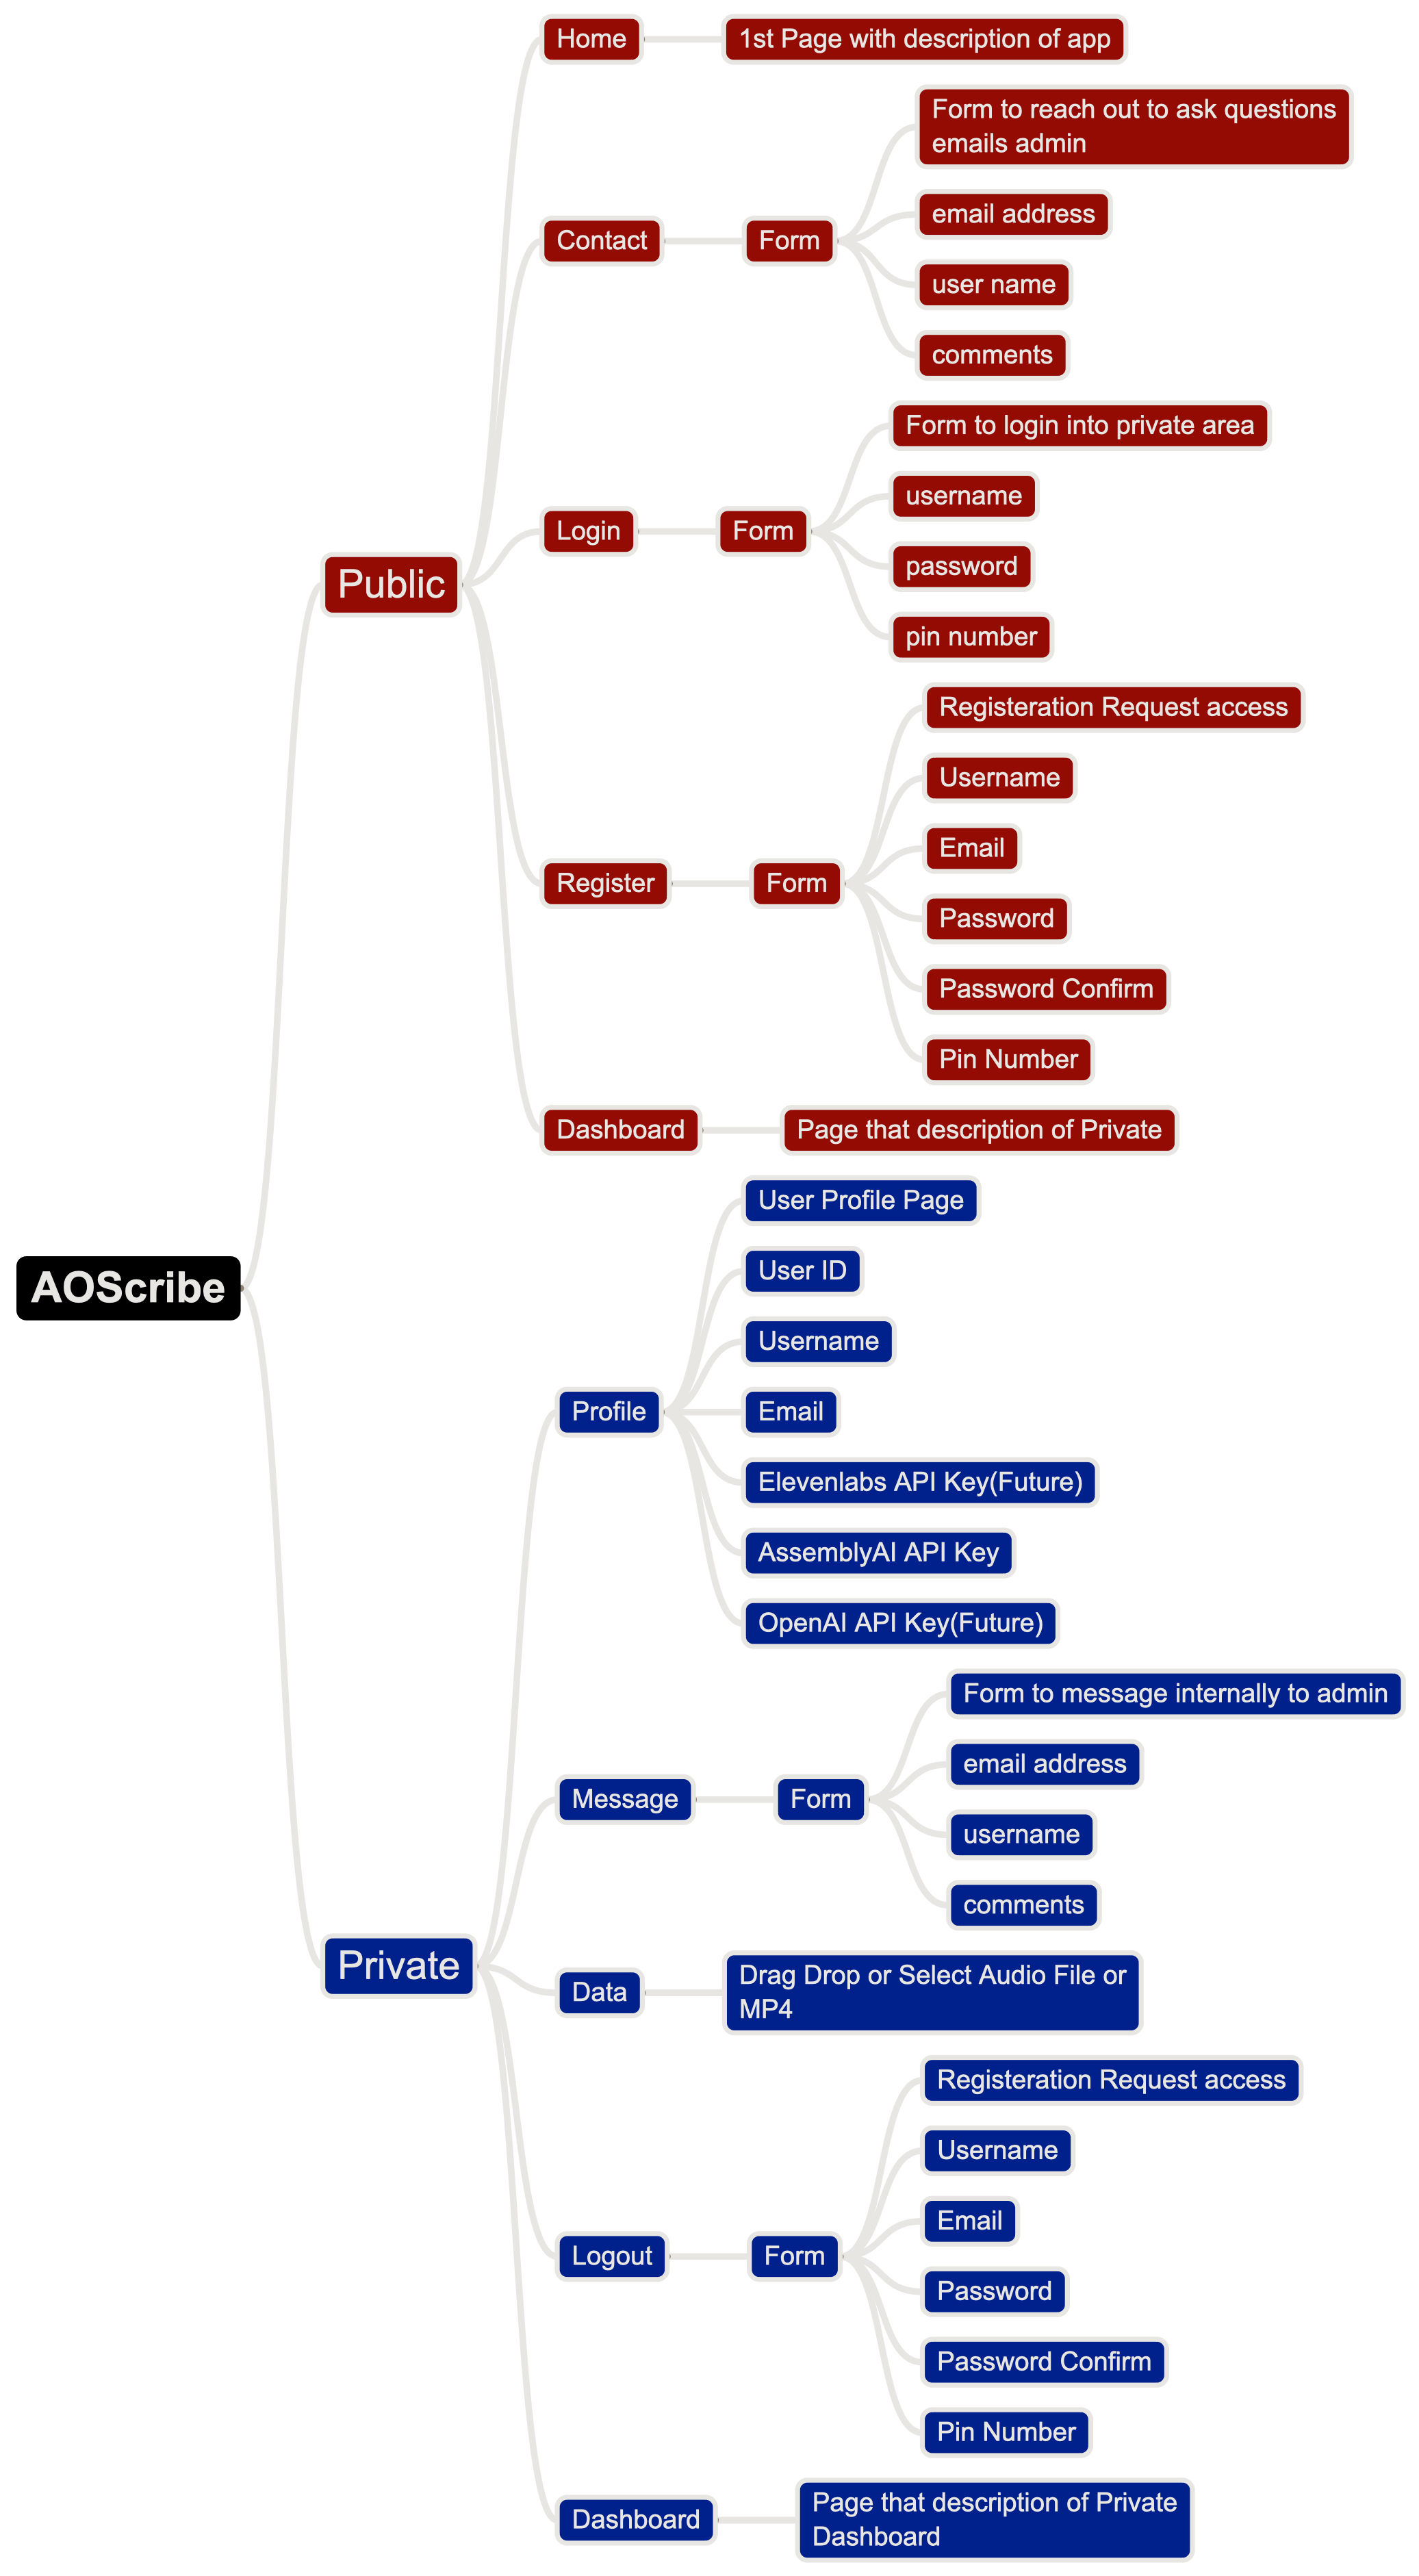 Home
1st Page with description of app
Form to reach out to ask questions
emails admin
email address
Contact
Form
user name
comments
Form to login into private area
username
Login
Form
password
pin number
Public
Registeration Request access
Username
Email
Register
Form
Password
Password Confirm
Pin Number
Dashboard
Page that description of Private
AOScribe
User Profile Page
User ID
Username
Profile
Email
Elevenlabs API Key(Future)
AssemblyAI API Key
OpenAI API Key(Future)
Form to message internally to admin
email address
Message
Form
username
comments
Private
Data
Drag Drop or Select Audio File or
MP4
Registeration Request access
Username
Email
Logout
Form
Password
Password Confirm
Pin Number
Dashboard
Page that description of Private
Dashboard